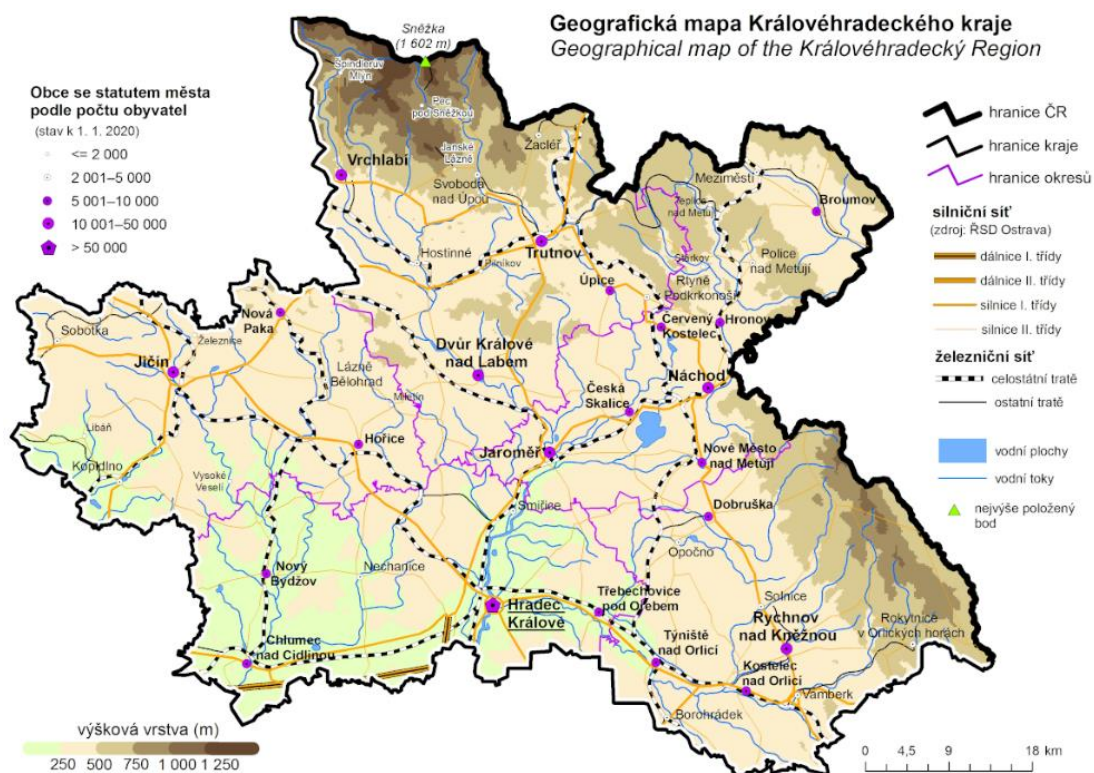 Geografická mapa Královéhradeckého kraje
Geographical map of the Královéhradecký Region
Sněžka
(1 602 m)
Obce se statutem města
podle počtu obyvatel
(stav k 1. 1. 2020)
<= 2 000
2 001–5 000
5 001–10 000
10 001–50 000
> 50 000
hranice ČR
hranice kraje
hranice okresů
silniční síť
(zdroj: ŘSD Ostrava)
dálnice I. třídy
dálnice II. třídy
silnice I. třídy
silnice II. třídy
železniční síť
celostátní tratě
ostatní tratě
vodní plochy
vodní toky
nejvýše položený
bod
Špindlerův
Mlýn
Pec
pod Sněžkou
Janské
Lázně
Žacléř
Vrchlabí
Svoboda
nad Úpou
Meziměstí
Teplice
nad Metují
Broumov
Hostinné
Pilníkov
Trutnov
Stárkov
Police
nad Metují
Úpice
Rtyně
v Podkrkonoší
Sobotka
Železnice
Nová
Paka
Červený
Kostelec
Hronov
Jičín
Lázně
Bělohrad
Dvůr Králové
nad Labem
Náchod
Miletín
Česká
Skalice
Libáň
Hořice
Jaroměř
Nové Město
nad Metují
Kopidlno
Vysoké
Veselí
Smiřice
Dobruška
Opočno
Nový
Bydžov
Nechanice
Hradec
Králové
Třebechovice
pod Orebem
Solnice
Rychnov
nad Kněžnou
Rokytnice
v Orlických horách
Chlumec
nad Cidlinou
Týniště
nad Orlicí
Kostelec
nad Orlicí
Vamberk
Borohrádek
výšková vrstva (m)
250 500 750 1 000 1 250
0 4,5 9 18 km